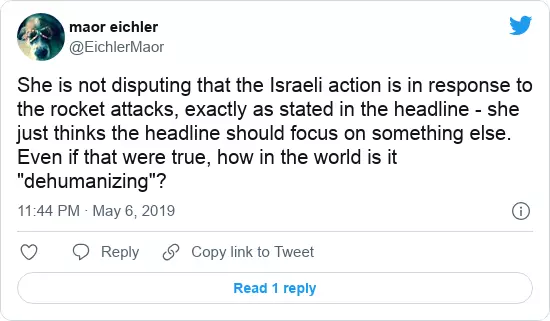 maor eichler
@EichlerMaor
She is not disputing that the Israeli action is in response to
the rocket attacks, exactly as stated in the headline - she
just thinks the headline should focus on something else.
Even if that were true, how in the world is it
"dehumanizing"?
11:44 PM · May 6, 2019
Reply
Copy link to Tweet
Read 1 reply